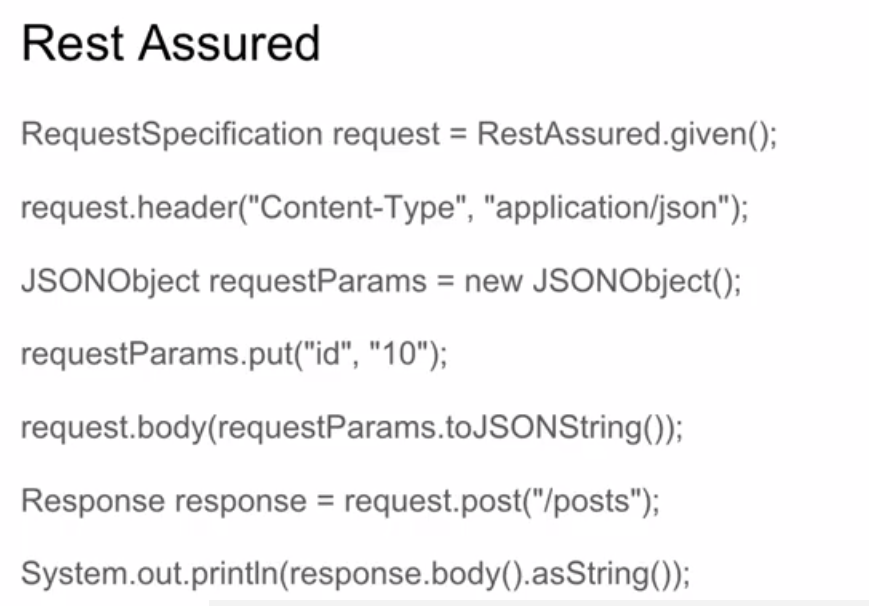 Rest Assured
RequestSpecification request = RestAssured.given();
request.header("Content-Type", "application/json");
JSONObject requestParams = new JSONObject();
requestParams.put("id", "10");
request.body(requestParams.toJSONString());
Response response = request.post("/posts");
System.out.println(response.body().asString());